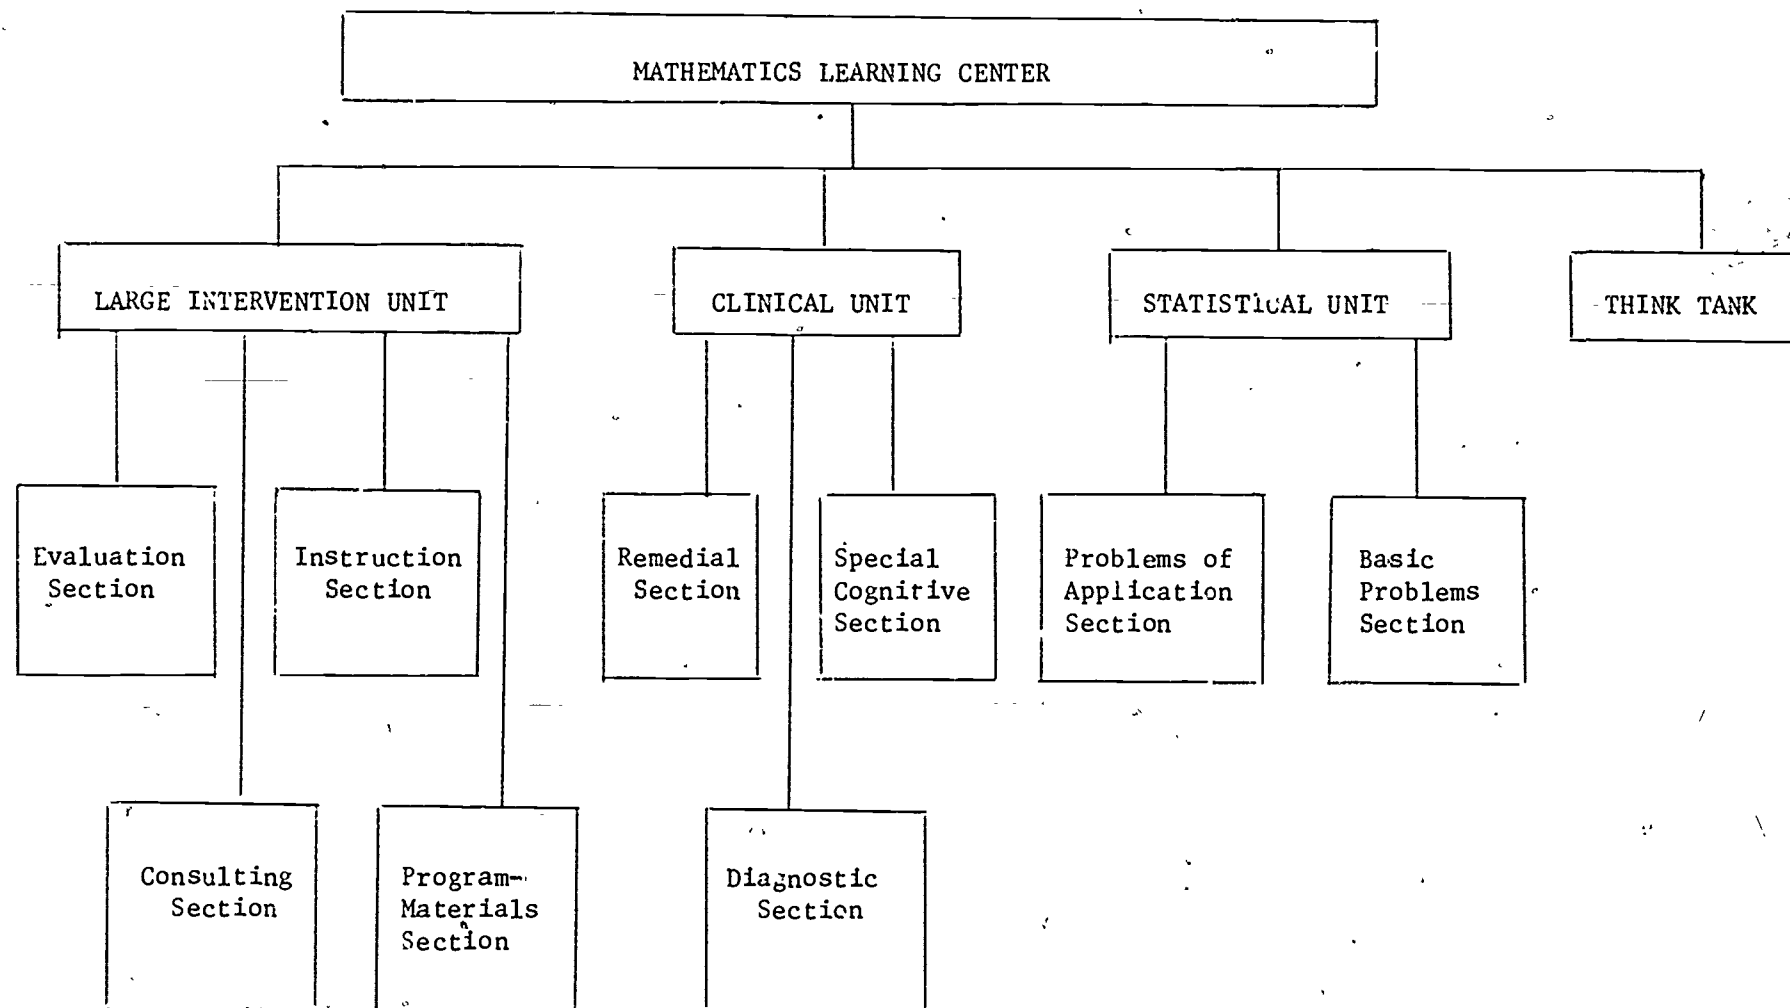 MATHEMATICS LEARNING CENTER
LARGE INTERVENTION UNIT
CLINICAL UNIT
STATISTICAL UNIT
THINK TANK
Evaluation
Section
Instruction
Section
Remedial
Section
Special
Cognitive
Section
Problems of
Application
Section
Basic
Problems
Section
Consulting
Section
Program-
Materials
Section
Diagnostic
Section